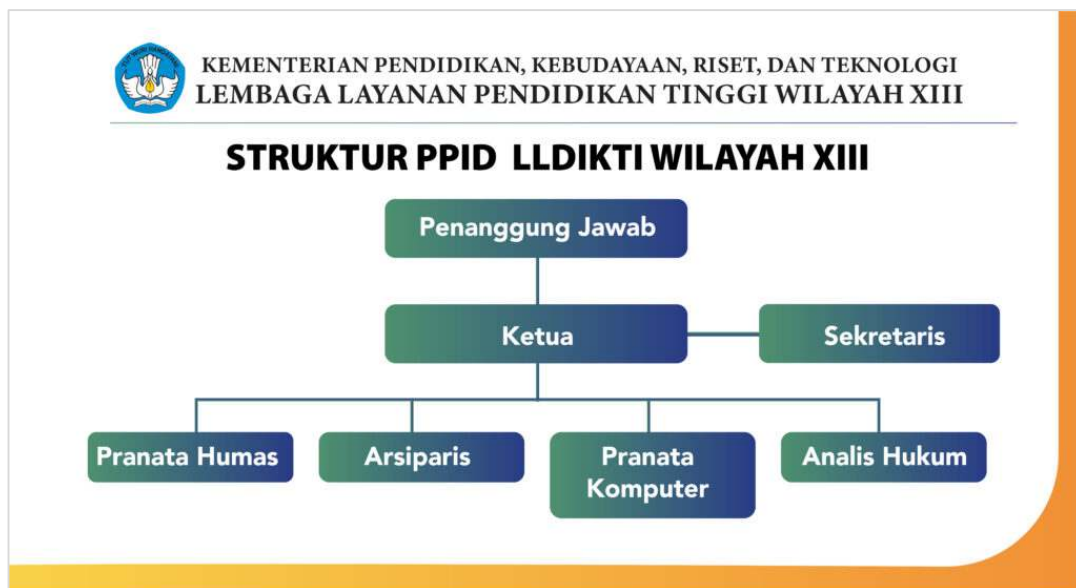 KEMENTERIAN PENDIDIKAN, KEBUDAYAAN, RISET, DAN TEKNOLOGI
LEMBAGA LAYANAN PENDIDIKAN TINGGI WILAYAH XIII
STRUKTUR PPID LLDIKTI WILAYAH XIII
Penanggung Jawab
Ketua
Sekretaris
Pranata Humas
Arsiparis
Pranata
Komputer
Analis Hukum